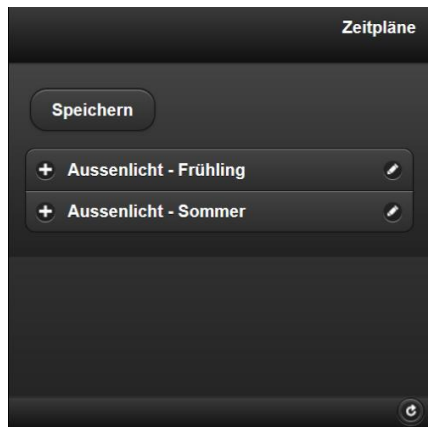 Zeitpläne
Speichern
Aussenlicht - Frühling
Aussenlicht - Sommer